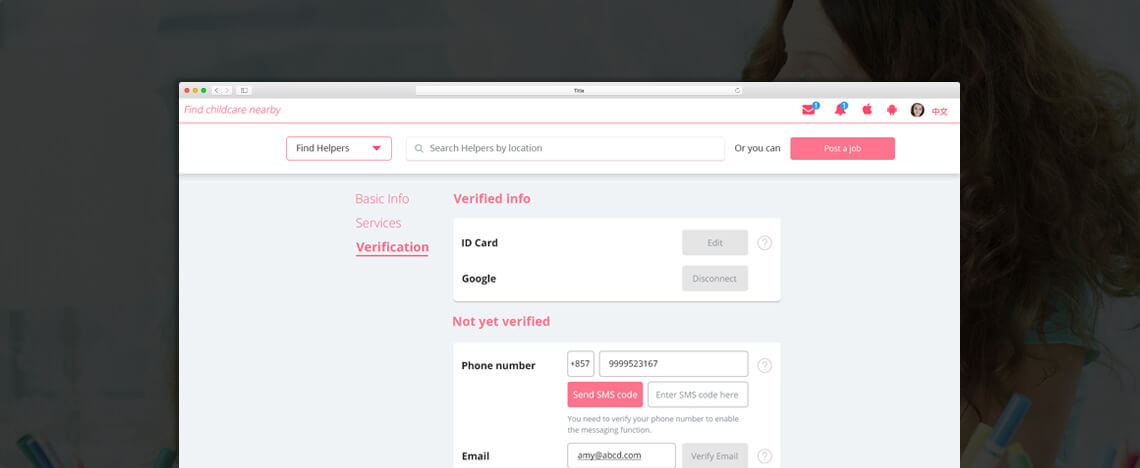 Title
Find childcare nearby
1
1
中文
Find Helpers
Search Helpers by location
Or you can
Post a job
Basic Info
Services
Verification
Verified info
ID Card
Edit
?
Google
Disconnect
Not yet verified
Phone number
+857
9999523167
?
Send SMS code
Enter SMS code here
You need to verify your phone number to enable
the messaging function.
Email
amy@abcd.com
Verify Email
?